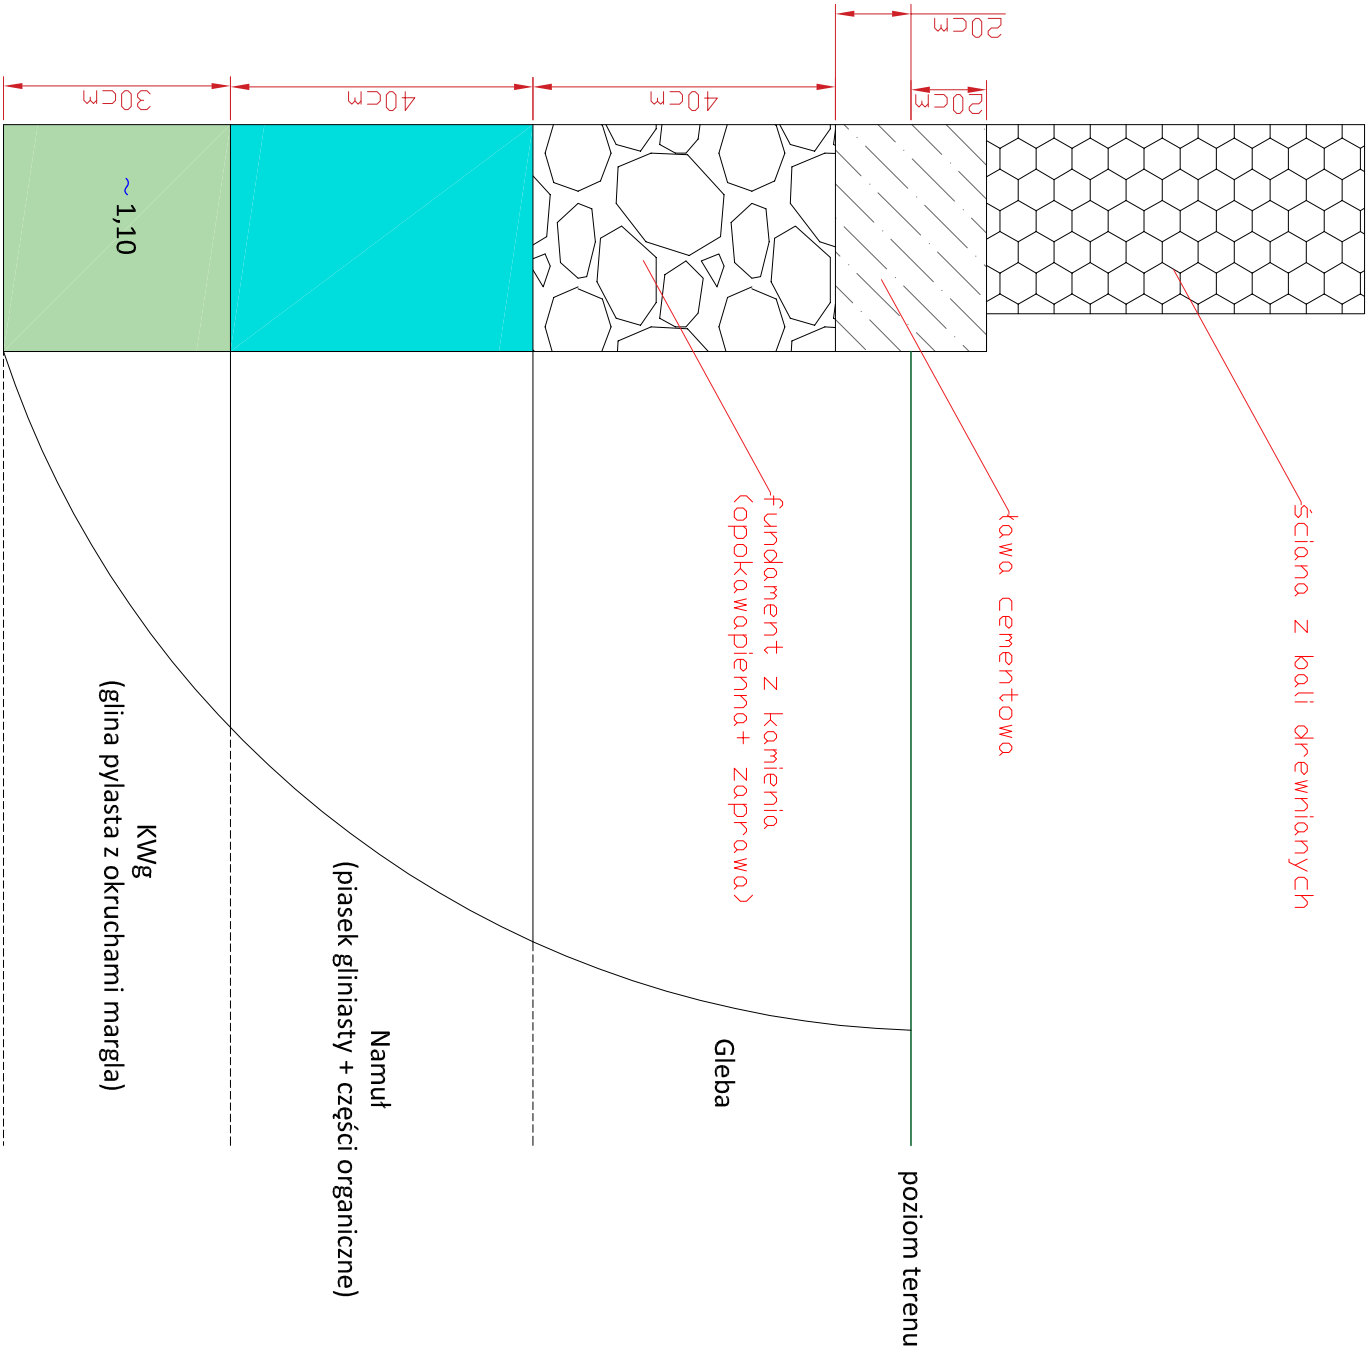 ściana z bali drewnianych
20cm
20cm
ława cementowa
poziom terenu
40cm
fundament z kamienia
(opokawapienna+ zaprawa)
Gleba
40cm
Namuł
(piasek gliniasty + części organiczne)
30cm
~ 1,10
KWg
(glina pylasta z okruchami margla)